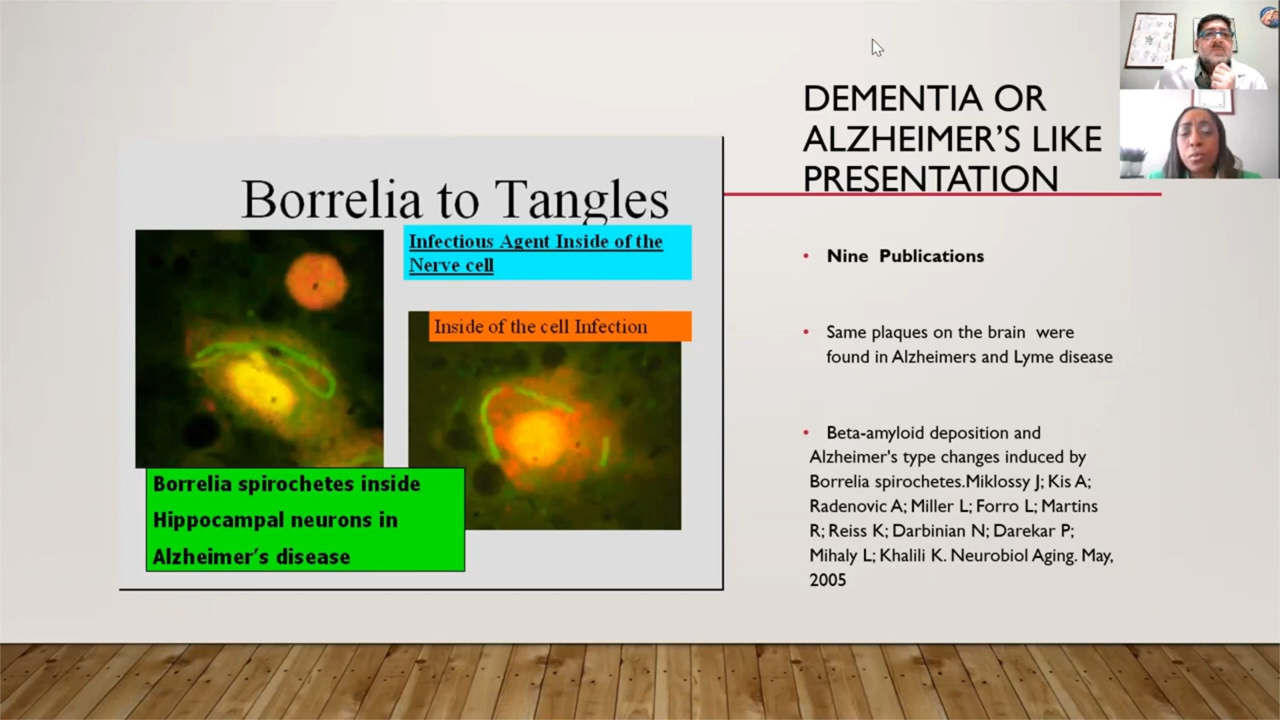 DEMENTIA OR
ALZHEIMER'S LIKE
PRESENTATION
Borrelia to Tangles
Infectious Agent Inside of the
Nerve cell
Inside of the cell Infection
Borrelia spirochetes inside
Hippocampal neurons in
Alzheimer's disease
• Nine Publications
• Same plaques on the brain were
found in Alzheimers and Lyme disease
• Beta-amyloid deposition and
Alzheimer's type changes induced by
Borrelia spirochetes.Miklossy J; Kis A;
Radenovic A; Miller L; Forro L; Martins
R; Reiss K; Darbinian N; Darekar P;
Mihaly L; Khalili K. Neurobiol Aging. May,
2005